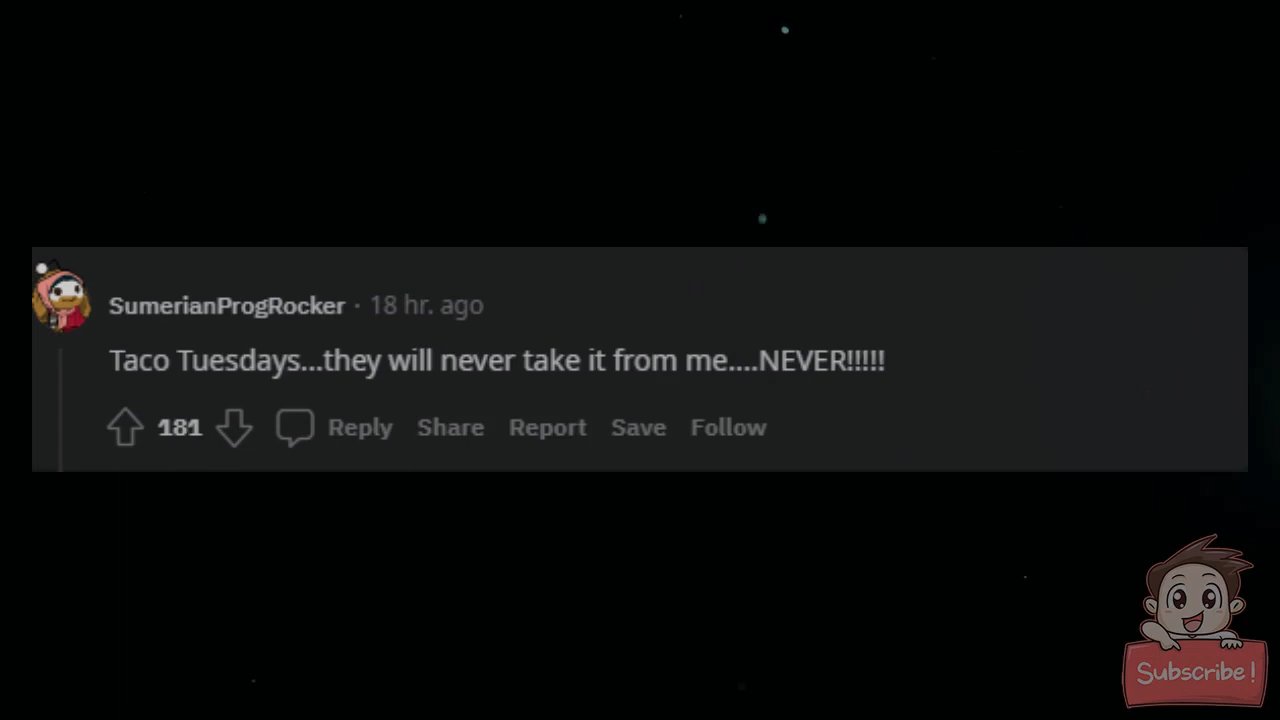 SumerianProgRocker · 18 hr. ago
Taco Tuesdays...they will never take it from me....NEVER!!!!!
181 Reply Share Report Save Follow
Subscribe!